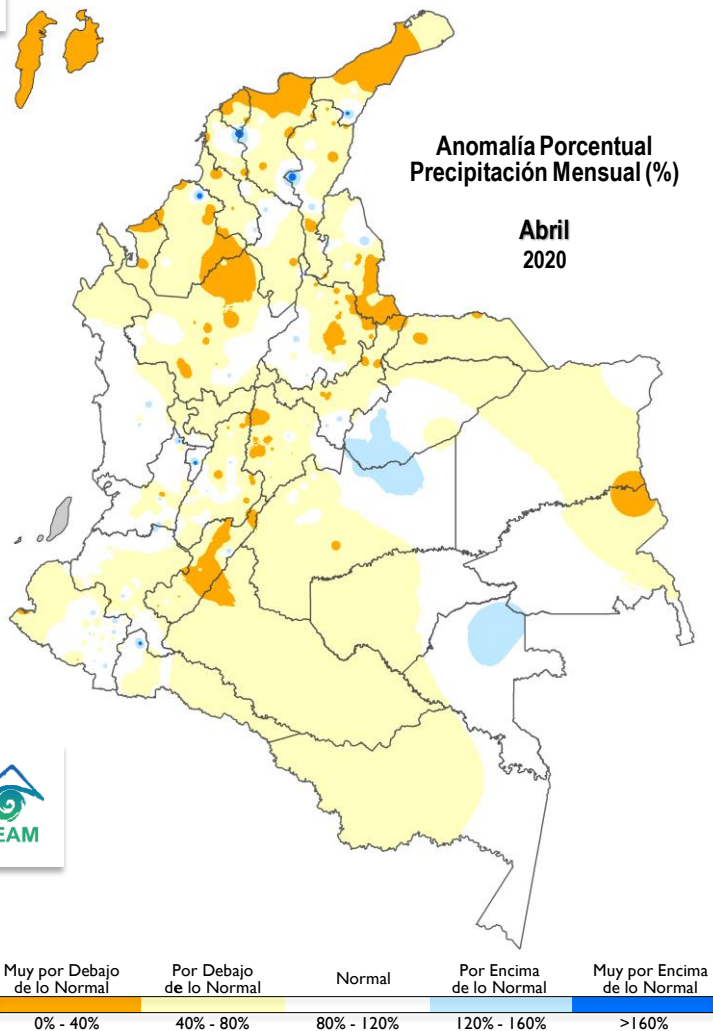 Anomalía Porcentual
Precipitación Mensual (%)
Abril
2020
EAM
Muy por Debajo
de lo Normal
Por Debajo
de lo Normal
Normal
Por Encima
de lo Normal
Muy por Encima
de lo Normal
0% - 40%
40% - 80%
80% - 120%
120% - 160%
>160%